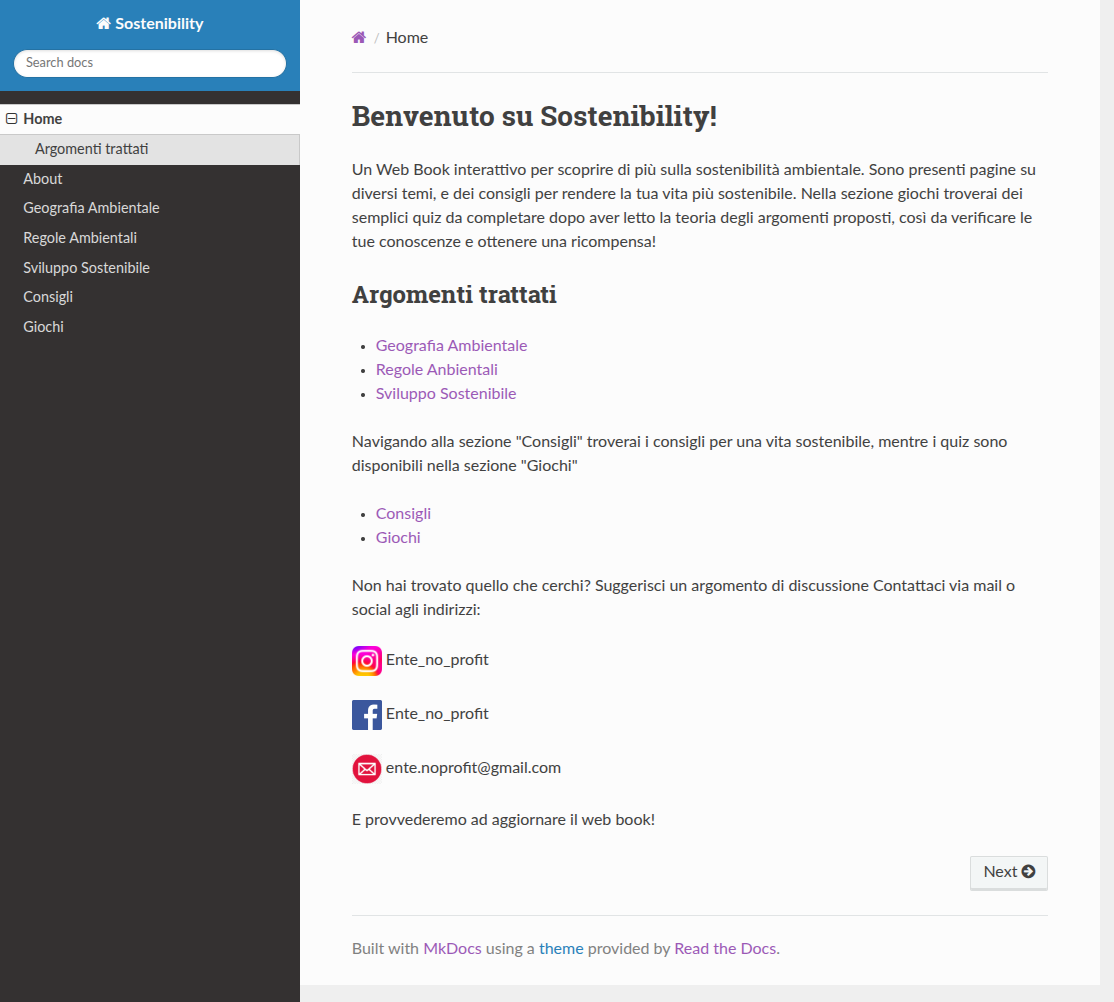 Sostenibility
Search docs
Home
Argomenti trattati
About
Geografia Ambientale
Regole Ambientali
Sviluppo Sostenibile
Consigli
Giochi
/ Home
Benvenuto su Sostenibility!
Un Web Book interattivo per scoprire di più sulla sostenibilità ambientale. Sono presenti pagine su
diversi temi, e dei consigli per rendere la tua vita più sostenibile. Nella sezione giochi troverai dei
semplici quiz da completare dopo aver letto la teoria degli argomenti proposti, così da verificare le
tue conoscenze e ottenere una ricompensa!
Argomenti trattati
• Geografia Ambientale
• Regole Anbientali
• Sviluppo Sostenibile
Navigando alla sezione "Consigli" troverai i consigli per una vita sostenibile, mentre i quiz sono
disponibili nella sezione "Giochi"
• Consigli
• Giochi
Non hai trovato quello che cerchi? Suggerisci un argomento di discussione Contattaci via mail o
social agli indirizzi:
Ente_no_profit
Ente_no_profit
ente.noprofit@gmail.com
E provvederemo ad aggiornare il web book!
Next
Built with MkDocs using a theme provided by Read the Docs.